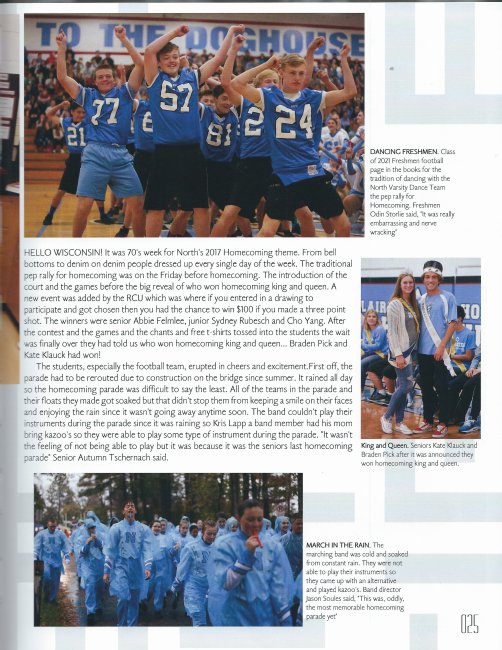 TO THE DOGHOUSE
77
57
24
81
2
2
21
DANCING FRESHMEN. Class
of 2021 Freshmen football
page in the books for the
tradition of dancing with the
North Varsity Dance Team
the pep rally for
Homecoming. Freshmen
Odin Storlie said, "It was really
embarrassing and nerve
wracking"
HELLO WISCONSIN! It was 70's week for North's 2017 Homecoming theme. From bell
bottoms to denim on denim people dressed up every single day of the week. The traditional
pep rally for homecoming was on the Friday before homecoming. The introduction of the
court and the games before the big reveal of who won homecoming king and queen. A
new event was added by the RCU which was where if you entered in a drawing to
participate and got chosen then you had the chance to win $100 if you made a three point
shot. The winners were senior Abbie Felmlee, junior Sydney Rubesch and Cho Yang. After
the contest and the games and the chants and free t-shirts tossed into the students the wait
was finally over they had told us who won homecoming king and queen... Braden Pick and
Kate Klauck had won!
The students, especially the football team, erupted in cheers and excitement.First off, the
parade had to be rerouted due to construction on the bridge since summer. It rained all day
so the homecoming parade was difficult to say the least. All of the teams in the parade and
their floats they made got soaked but that didn't stop them from keeping a smile on their faces
and enjoying the rain since it wasn't going away anytime soon. The band couldn't play their
instruments during the parade since it was raining so Kris Lapp a band member had his mom
bring kazoo's so they were able to play some type of instrument during the parade. "It wasn't
the feeling of not being able to play but it was because it was the seniors last homecoming
parade" Senior Autumn Tschernach said.
LAIR
King and Queen. Seniors Kate Klauck and
Braden Pick after it was announced they
won homecoming king and queen.
MARCH IN THE RAIN. The
marching band was cold and soaked
from constant rain. They were not
able to play their instruments so
they came up with an alternative
and played kazoo's. Band director
Jason Soules said, "This was, oddly,
the most memorable homecoming
parade yet"
025